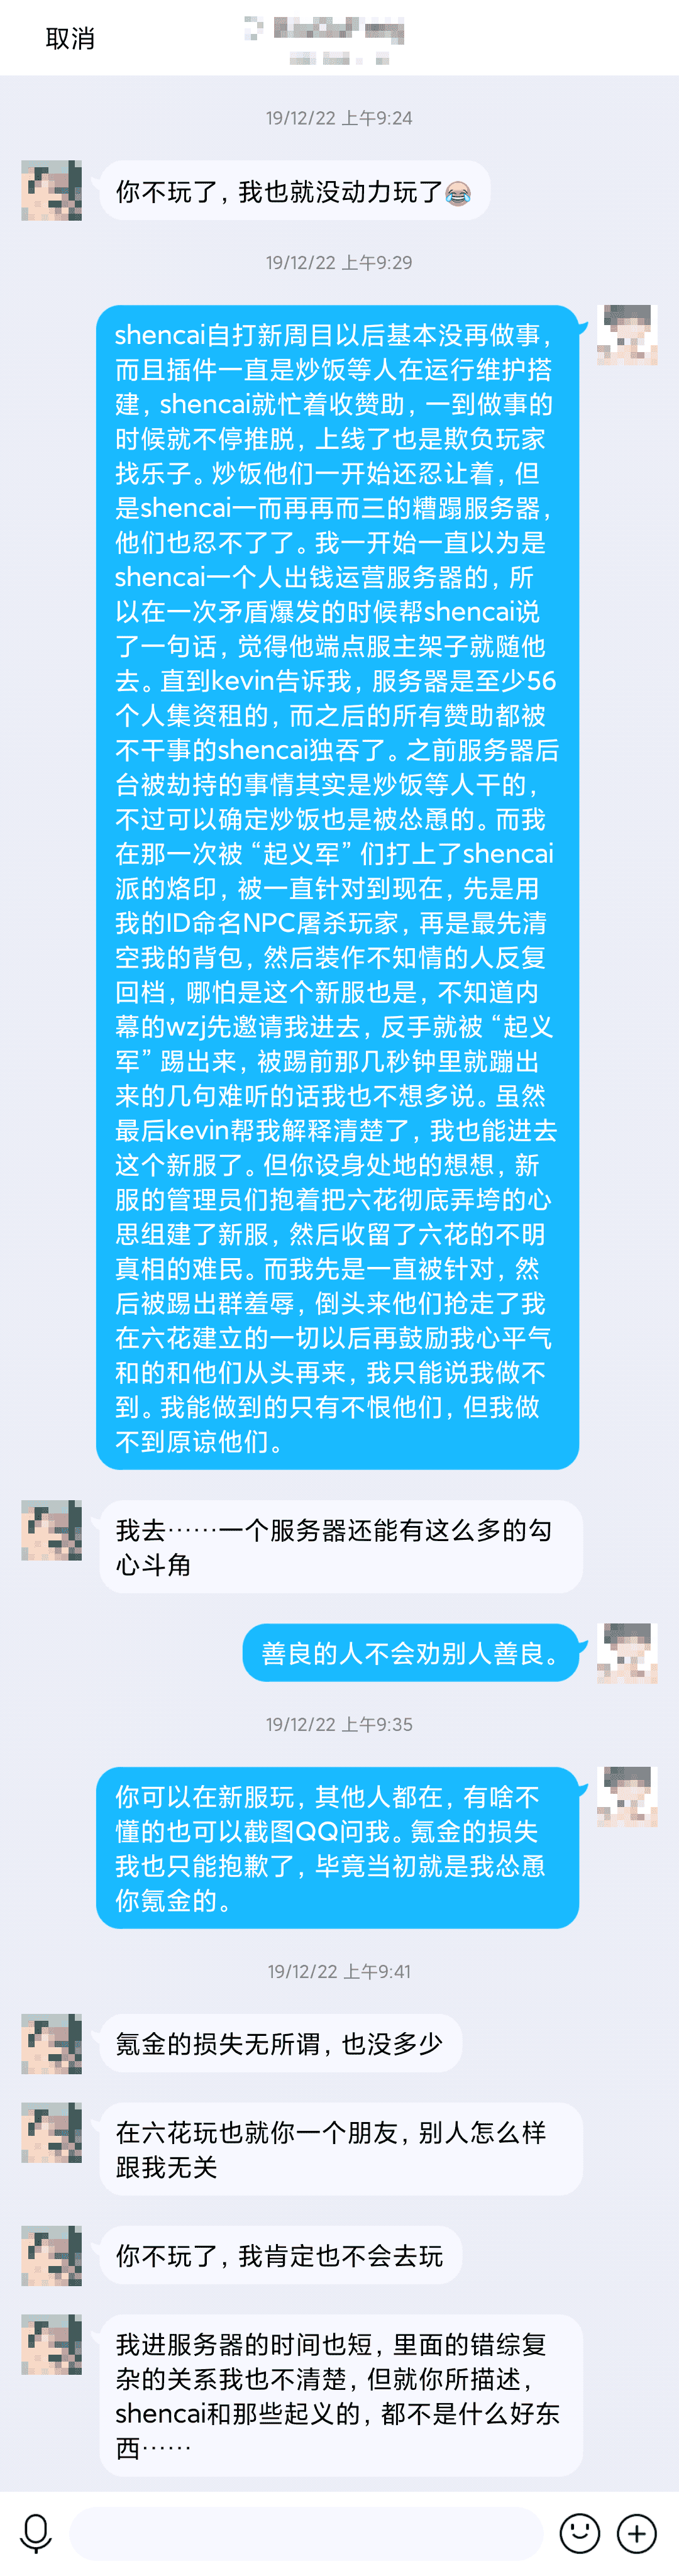 取消
19/12/22 上午9:24
你不玩了，我也就没动力玩了😂
19/12/22 上午9:29
shencai自打新周目以后基本没再做事，
而且插件一直是炒饭等人在运行维护搭
建，shencai就忙着收赞助，一到做事的
时候就不停推脱，上线了也是欺负玩家
找乐子。炒饭他们一开始还忍让着，但
是shencai一而再再而三的糟蹋服务器，
他们也忍不了了。我一开始一直以为是
shencai一个人出钱运营服务器的，所
以在一次矛盾爆发的时候帮shencai说
了一句话，觉得他端点服主架子就随他
去。直到kevin告诉我，服务器是至少56
个人集资租的，而之后的所有赞助都被
不干事的shencai独吞了。之前服务器后
台被劫持的事情其实是炒饭等人干的，
不过可以确定炒饭也是被怂恿的。而我
在那一次被“起义军”们打上了shencai
派的烙印，被一直针对到现在，先是用
我的ID命名NPC屠杀玩家，再是最先清
空我的背包，然后装作不知情的人反复
回档，哪怕是这个新服也是，不知道内
幕的wzj先邀请我进去，反手就被“起义
军”踢出来，被踢前那几秒钟里就蹦出
来的几句难听的话我也不想多说。虽然
最后kevin帮我解释清楚了，我也能进去
这个新服了。但你设身处地的想想，新
服的管理员们抱着把六花彻底弄垮的心
思组建了新服，然后收留了六花的不明
真相的难民。而我先是一直被针对，然
后被踢出群羞辱，倒头来他们抢走了我
在六花建立的一切以后再鼓励我心平气
和的和他们从头再来，我只能说我做不
到。我能做到的只有不恨他们，但我做
不到原谅他们。
我去……一个服务器还能有这么多的勾
心斗角
善良的人不会劝别人善良。
19/12/22 上午9:35
你可以在新服玩，其他人都在，有啥不
懂的也可以截图QQ问我。氪金的损失
我也只能抱歉了，毕竟当初就是我怂恿
你氪金的。
19/12/22 上午9:41
氪金的损失无所谓，也没多少
在六花玩也就你一个朋友，别人怎么样
跟我无关
你不玩了，我肯定也不会去玩
我进服务器的时间也短，里面的错综复
杂的关系我也不清楚，但就你所描述，
shencai和那些起义的，都不是什么好东
西……